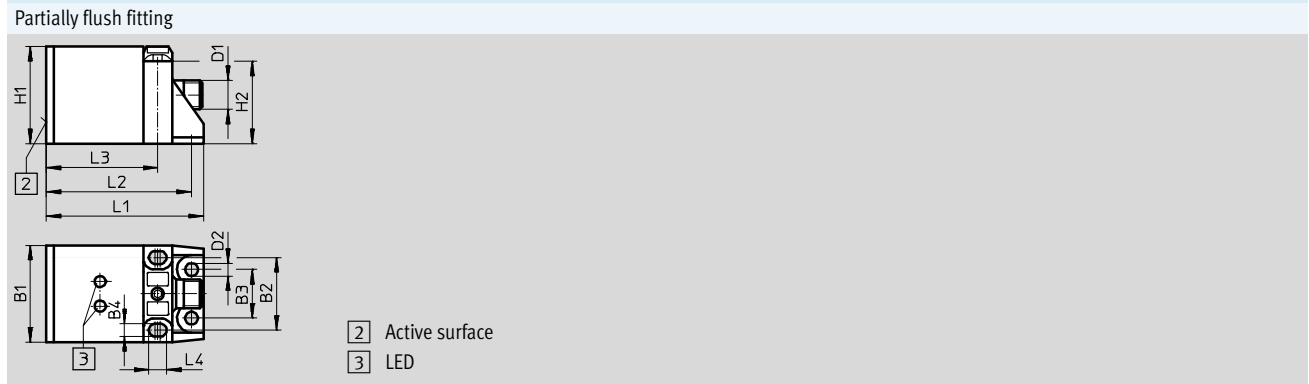 Partially flush fitting
H1
D1
H2
L3
2
L2
L1
D2
B1
B4
B3
B2
3
L4
2 Active surface
3 LED